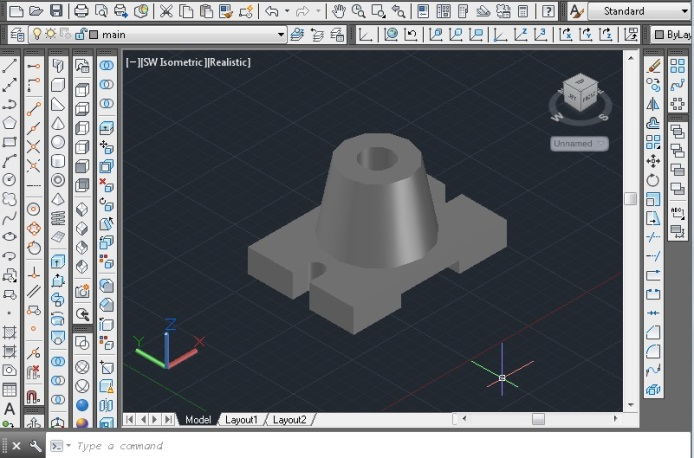 Standard
main
ByLay
[−][SW Isometric][Realistic]
W
S
Unnamed
Z
Y
X
Model
Layout1
Layout2
Type a command
A